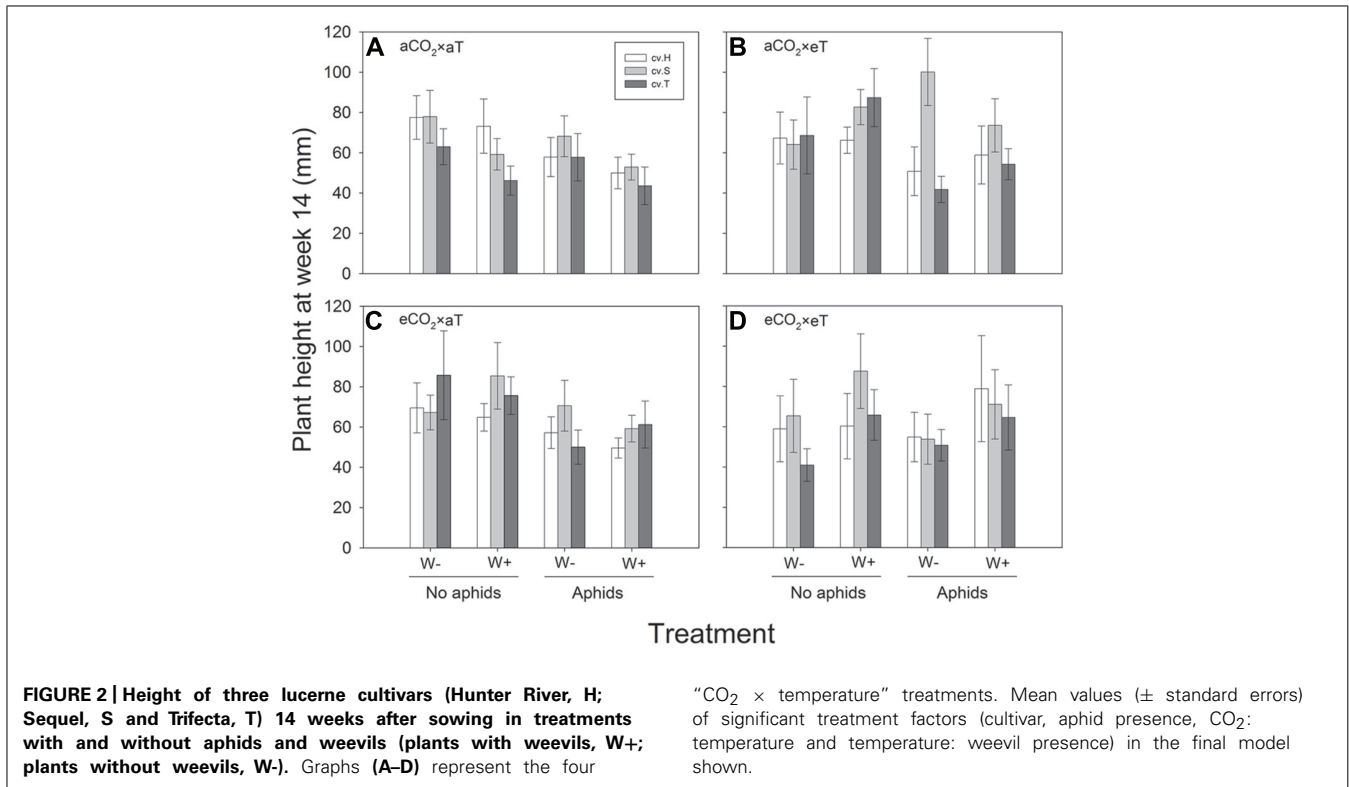 Plant height at week 14 (mm)
A aCO₂×aT
cv.H
cv.S
cv.T
120
100
80
60
40
20
0
B aCO₂×eT
C eCO₂×aT
120
100
80
60
40
20
0
W- W+ W- W+
No aphids Aphids
D eCO₂×eT
W- W+ W- W+
No aphids Aphids
Treatment
FIGURE 2 | Height of three lucerne cultivars (Hunter River, H;
Sequel, S and Trifecta, T) 14 weeks after sowing in treatments
with and without aphids and weevils (plants with weevils, W+;
plants without weevils, W-). Graphs (A–D) represent the four
“CO₂ × temperature” treatments. Mean values (± standard errors)
of significant treatment factors (cultivar, aphid presence, CO₂:
temperature and temperature: weevil presence) in the final model
shown.